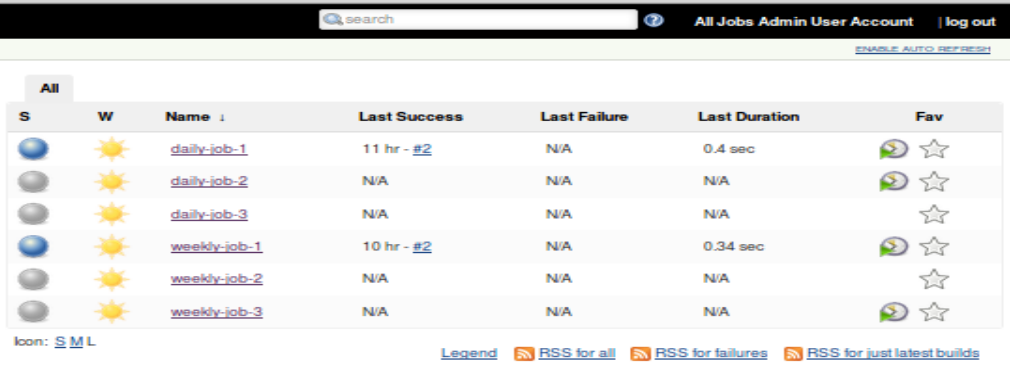 search All Jobs Admin User Account | log out
ENABLE AUTO REFRESH
All
S W Name ↓ Last Success Last Failure Last Duration Fav
daily-job-1 11 hr - #2 N/A 0.4 sec
daily-job-2 N/A N/A N/A
daily-job-3 N/A N/A N/A
weekly-job-1 10 hr - #2 N/A 0.34 sec
weekly-job-2 N/A N/A N/A
weekly-job-3 N/A N/A N/A
Icon: S M L
Legend RSS for all RSS for failures RSS for just latest builds